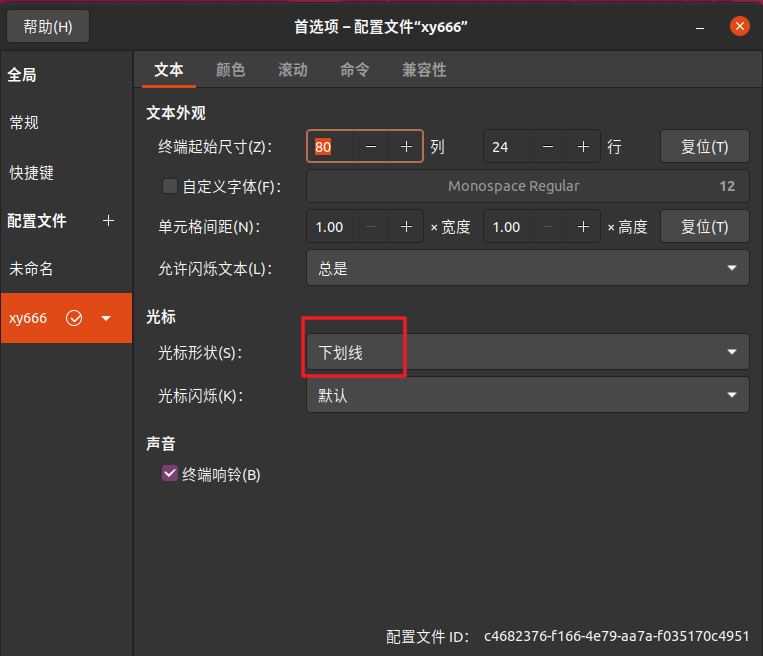 帮助(H) 首选项 – 配置文件“xy666”
全局
常规
快捷键
配置文件
未命名
xy666
文本 颜色 滚动 命令 兼容性
文本外观
终端起始尺寸(Z)： 80 列 24 行 复位(T)
自定义字体(F)： Monospace Regular 12
单元格间距(N)： 1.00 × 宽度 1.00 × 高度 复位(T)
允许闪烁文本(L)： 总是
光标
光标形状(S)： 下划线
光标闪烁(K)： 默认
声音
终端响铃(B)
配置文件 ID： c4682376-f166-4e79-aa7a-f035170c4951